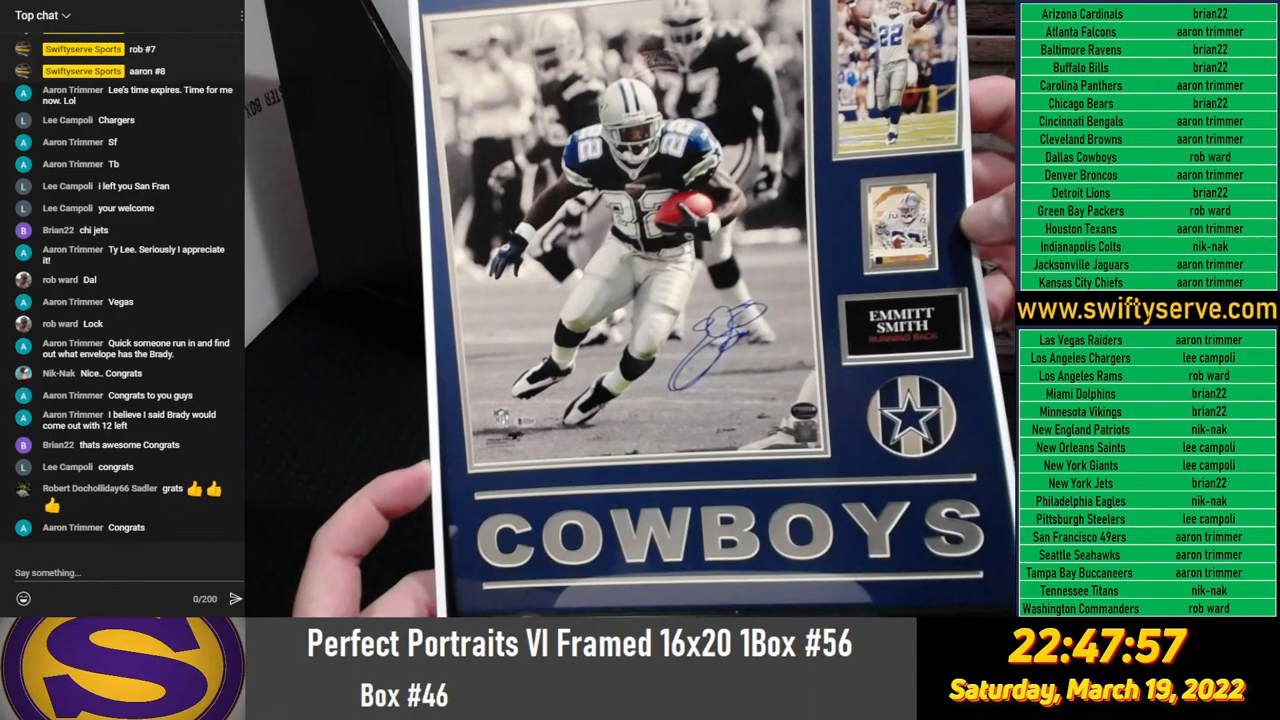 Top chat
Swiftyserve Sports rob #7
Swiftyserve Sports aaron #8
Aaron Trimmer Lee's time expires. Time for me
now. Lol
Lee Campoli Chargers
Aaron Trimmer Sf
Aaron Trimmer Tb
Lee Campoli i left you San Fran
Lee Campoli your welcome
Brian22 chi jets
Aaron Trimmer Ty Lee. Seriously I appreciate
it!
rob ward Dal
Aaron Trimmer Vegas
rob ward Lock
Aaron Trimmer Quick someone run in and find
out what envelope has the Brady.
Nik-Nak Nice.. Congrats
Aaron Trimmer Congrats to you guys
Aaron Trimmer I believe I said Brady would
come out with 12 left
Brian22 thats awesome Congrats
Lee Campoli congrats
Robert Docholliday66 Sadler grats
Aaron Trimmer Congrats
Say something...
0/200
22
22
22
22
EMMITT
SMITH
RUNNING BACK
COWBOYS
Arizona Cardinals brian22
Atlanta Falcons aaron trimmer
Baltimore Ravens brian22
Buffalo Bills brian22
Carolina Panthers aaron trimmer
Chicago Bears brian22
Cincinnati Bengals aaron trimmer
Cleveland Browns aaron trimmer
Dallas Cowboys rob ward
Denver Broncos aaron trimmer
Detroit Lions brian22
Green Bay Packers rob ward
Houston Texans aaron trimmer
Indianapolis Colts nik-nak
Jacksonville Jaguars aaron trimmer
Kansas City Chiefs aaron trimmer
www.swiftyserve.com
Las Vegas Raiders aaron trimmer
Los Angeles Chargers lee campoli
Los Angeles Rams rob ward
Miami Dolphins brian22
Minnesota Vikings brian22
New England Patriots nik-nak
New Orleans Saints lee campoli
New York Giants lee campoli
New York Jets brian22
Philadelphia Eagles nik-nak
Pittsburgh Steelers lee campoli
San Francisco 49ers aaron trimmer
Seattle Seahawks aaron trimmer
Tampa Bay Buccaneers aaron trimmer
Tennessee Titans nik-nak
Washington Commanders rob ward
S
Perfect Portraits VI Framed 16x20 1Box #56
Box #46
22:47:57
Saturday, March 19, 2022